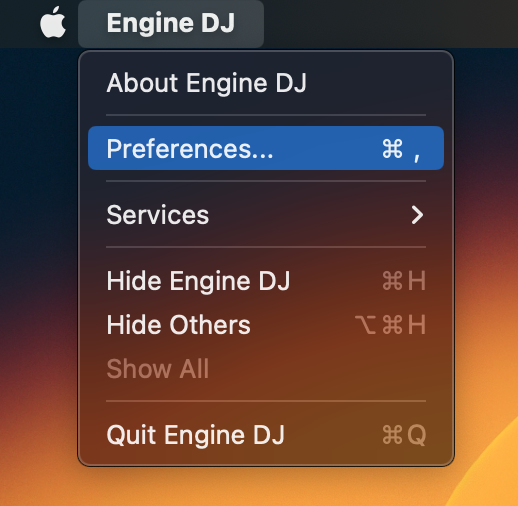 Engine DJ
About Engine DJ
Preferences... ⌘ ,
Services
Hide Engine DJ ⌘H
Hide Others ⌥⌘H
Show All
Quit Engine DJ ⌘Q